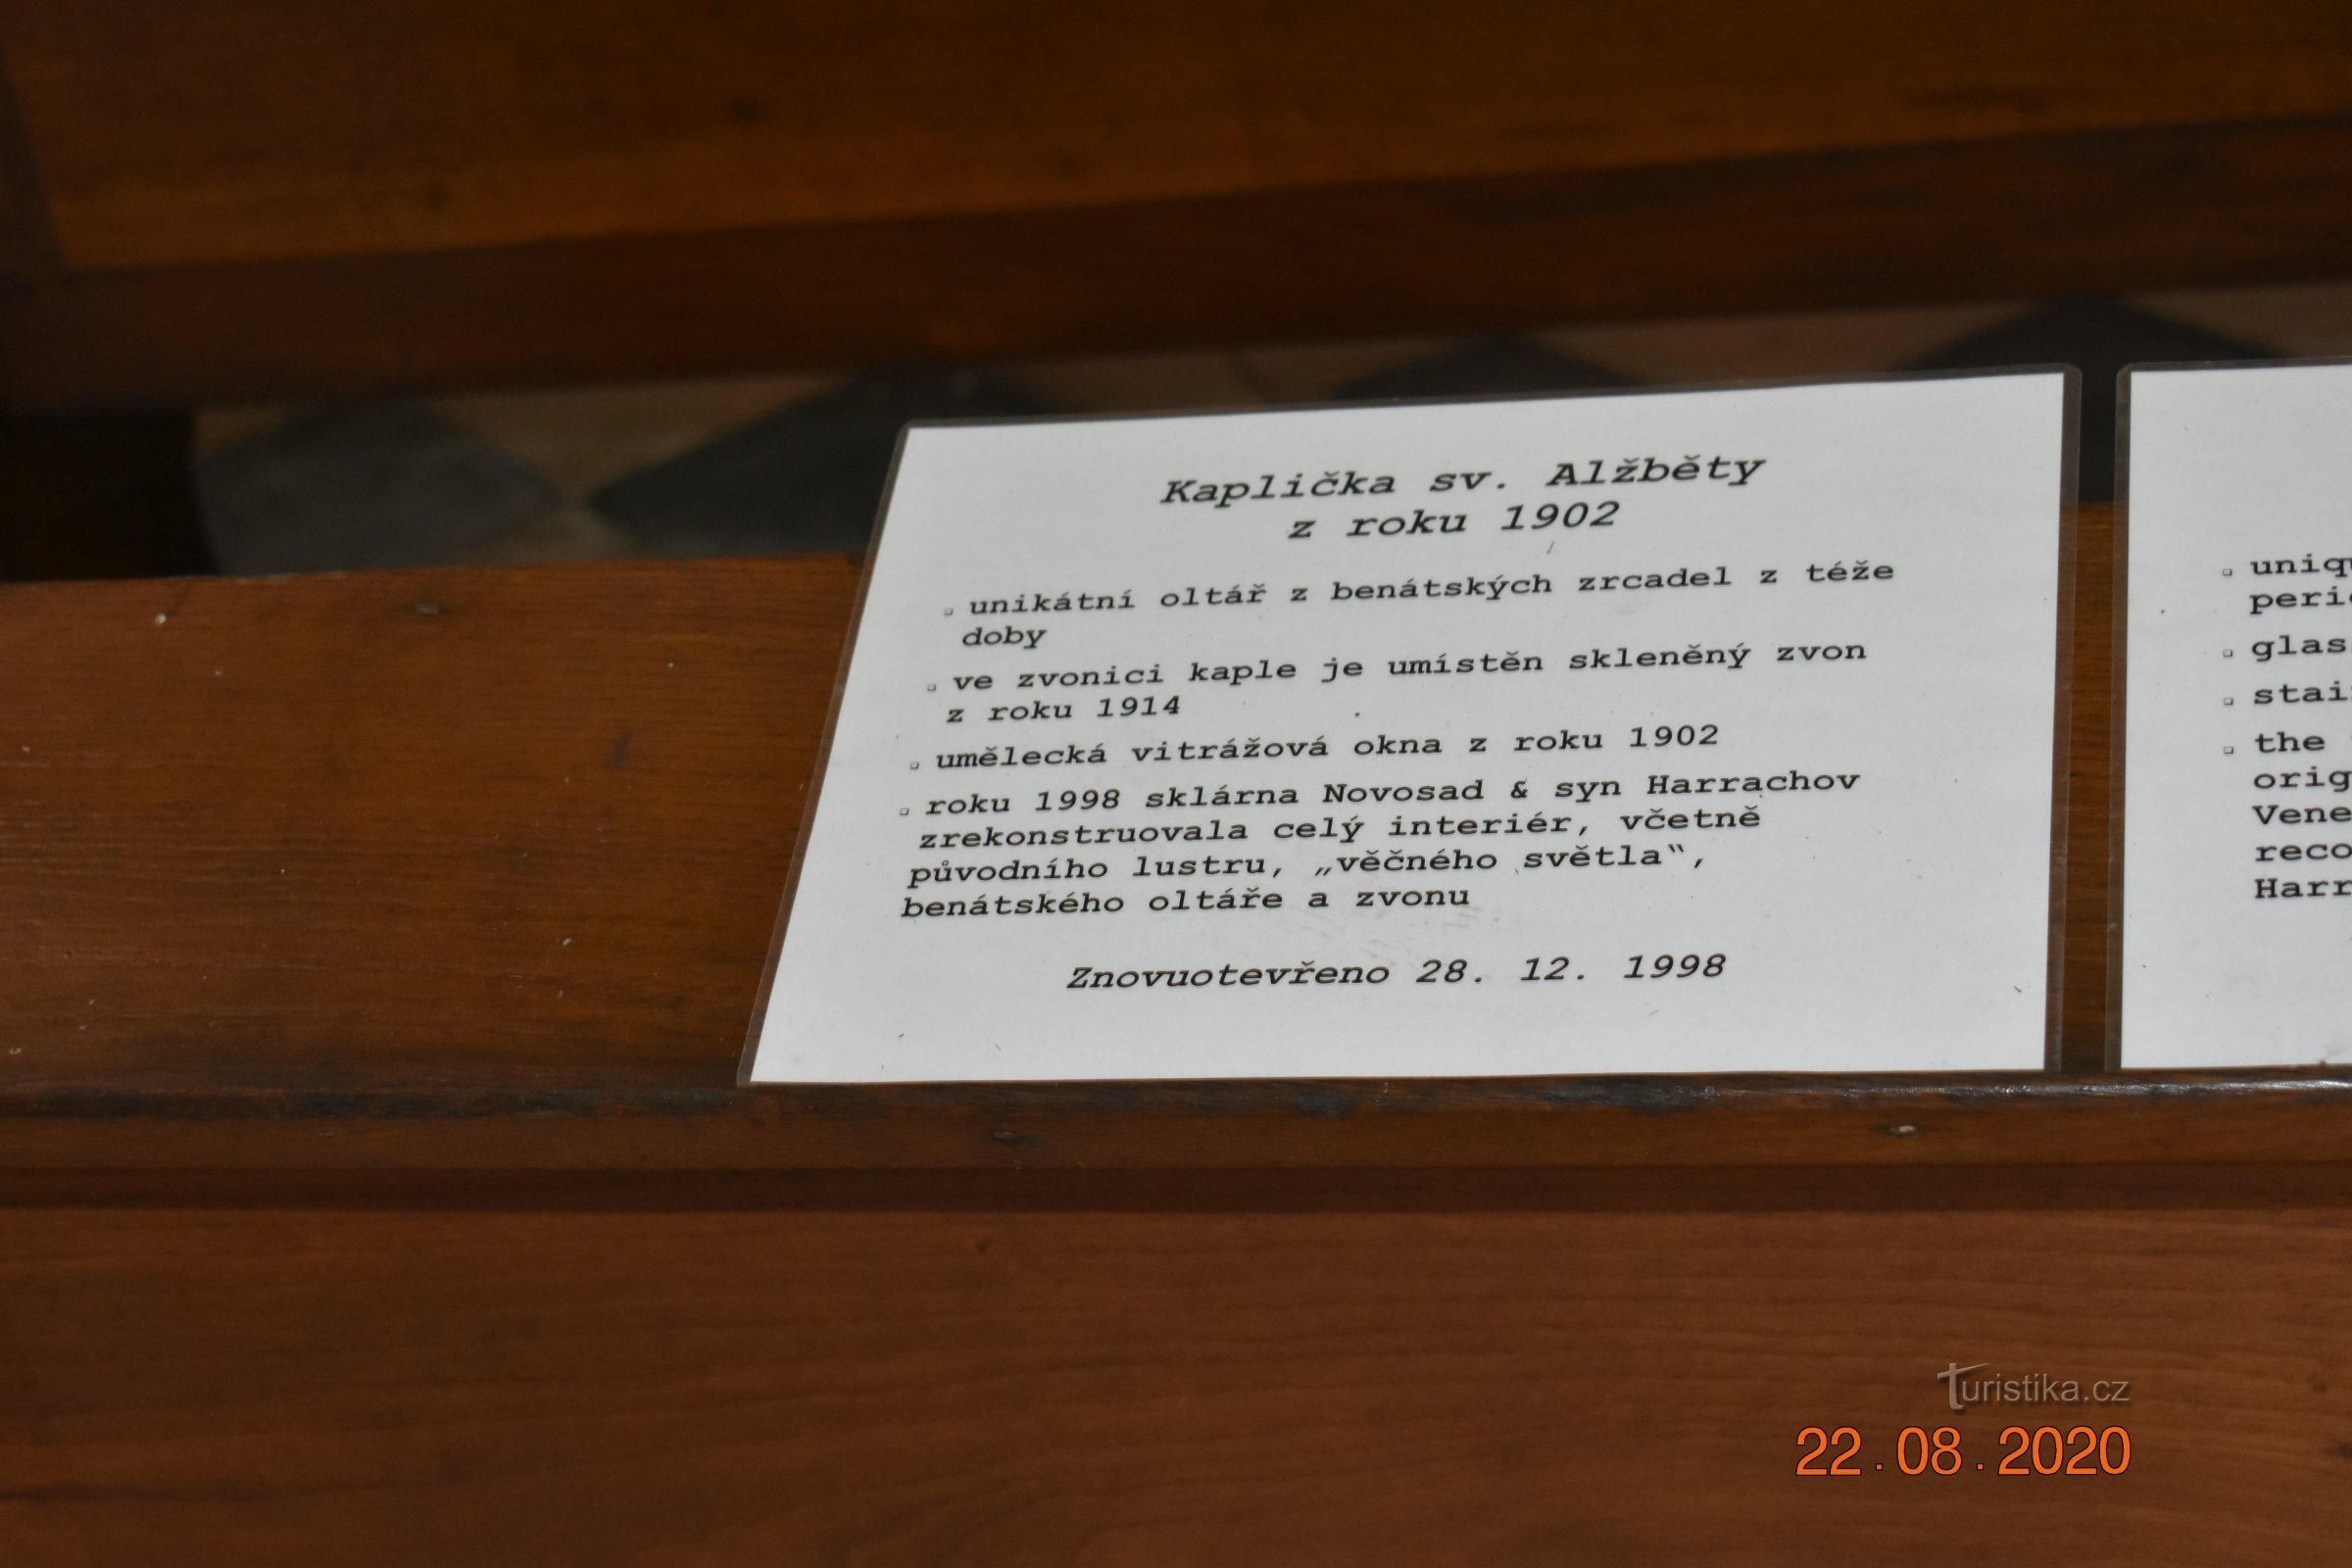 Kaplička sv. Alžběty
z roku 1902
unikátní oltář z benátských zrcadel z téže
doby
ve zvonici kaple je umístěn skleněný zvon
z roku 1914
umělecká vitrážová okna z roku 1902
roku 1998 sklárna Novosad & syn Harrachov
zrekonstruovala celý interiér, včetně
původního lustru, „věčného světla“,
benátského oltáře a zvonu
Znovuotevřeno 28. 12. 1998
the
Turistika.cz
22.08.2020